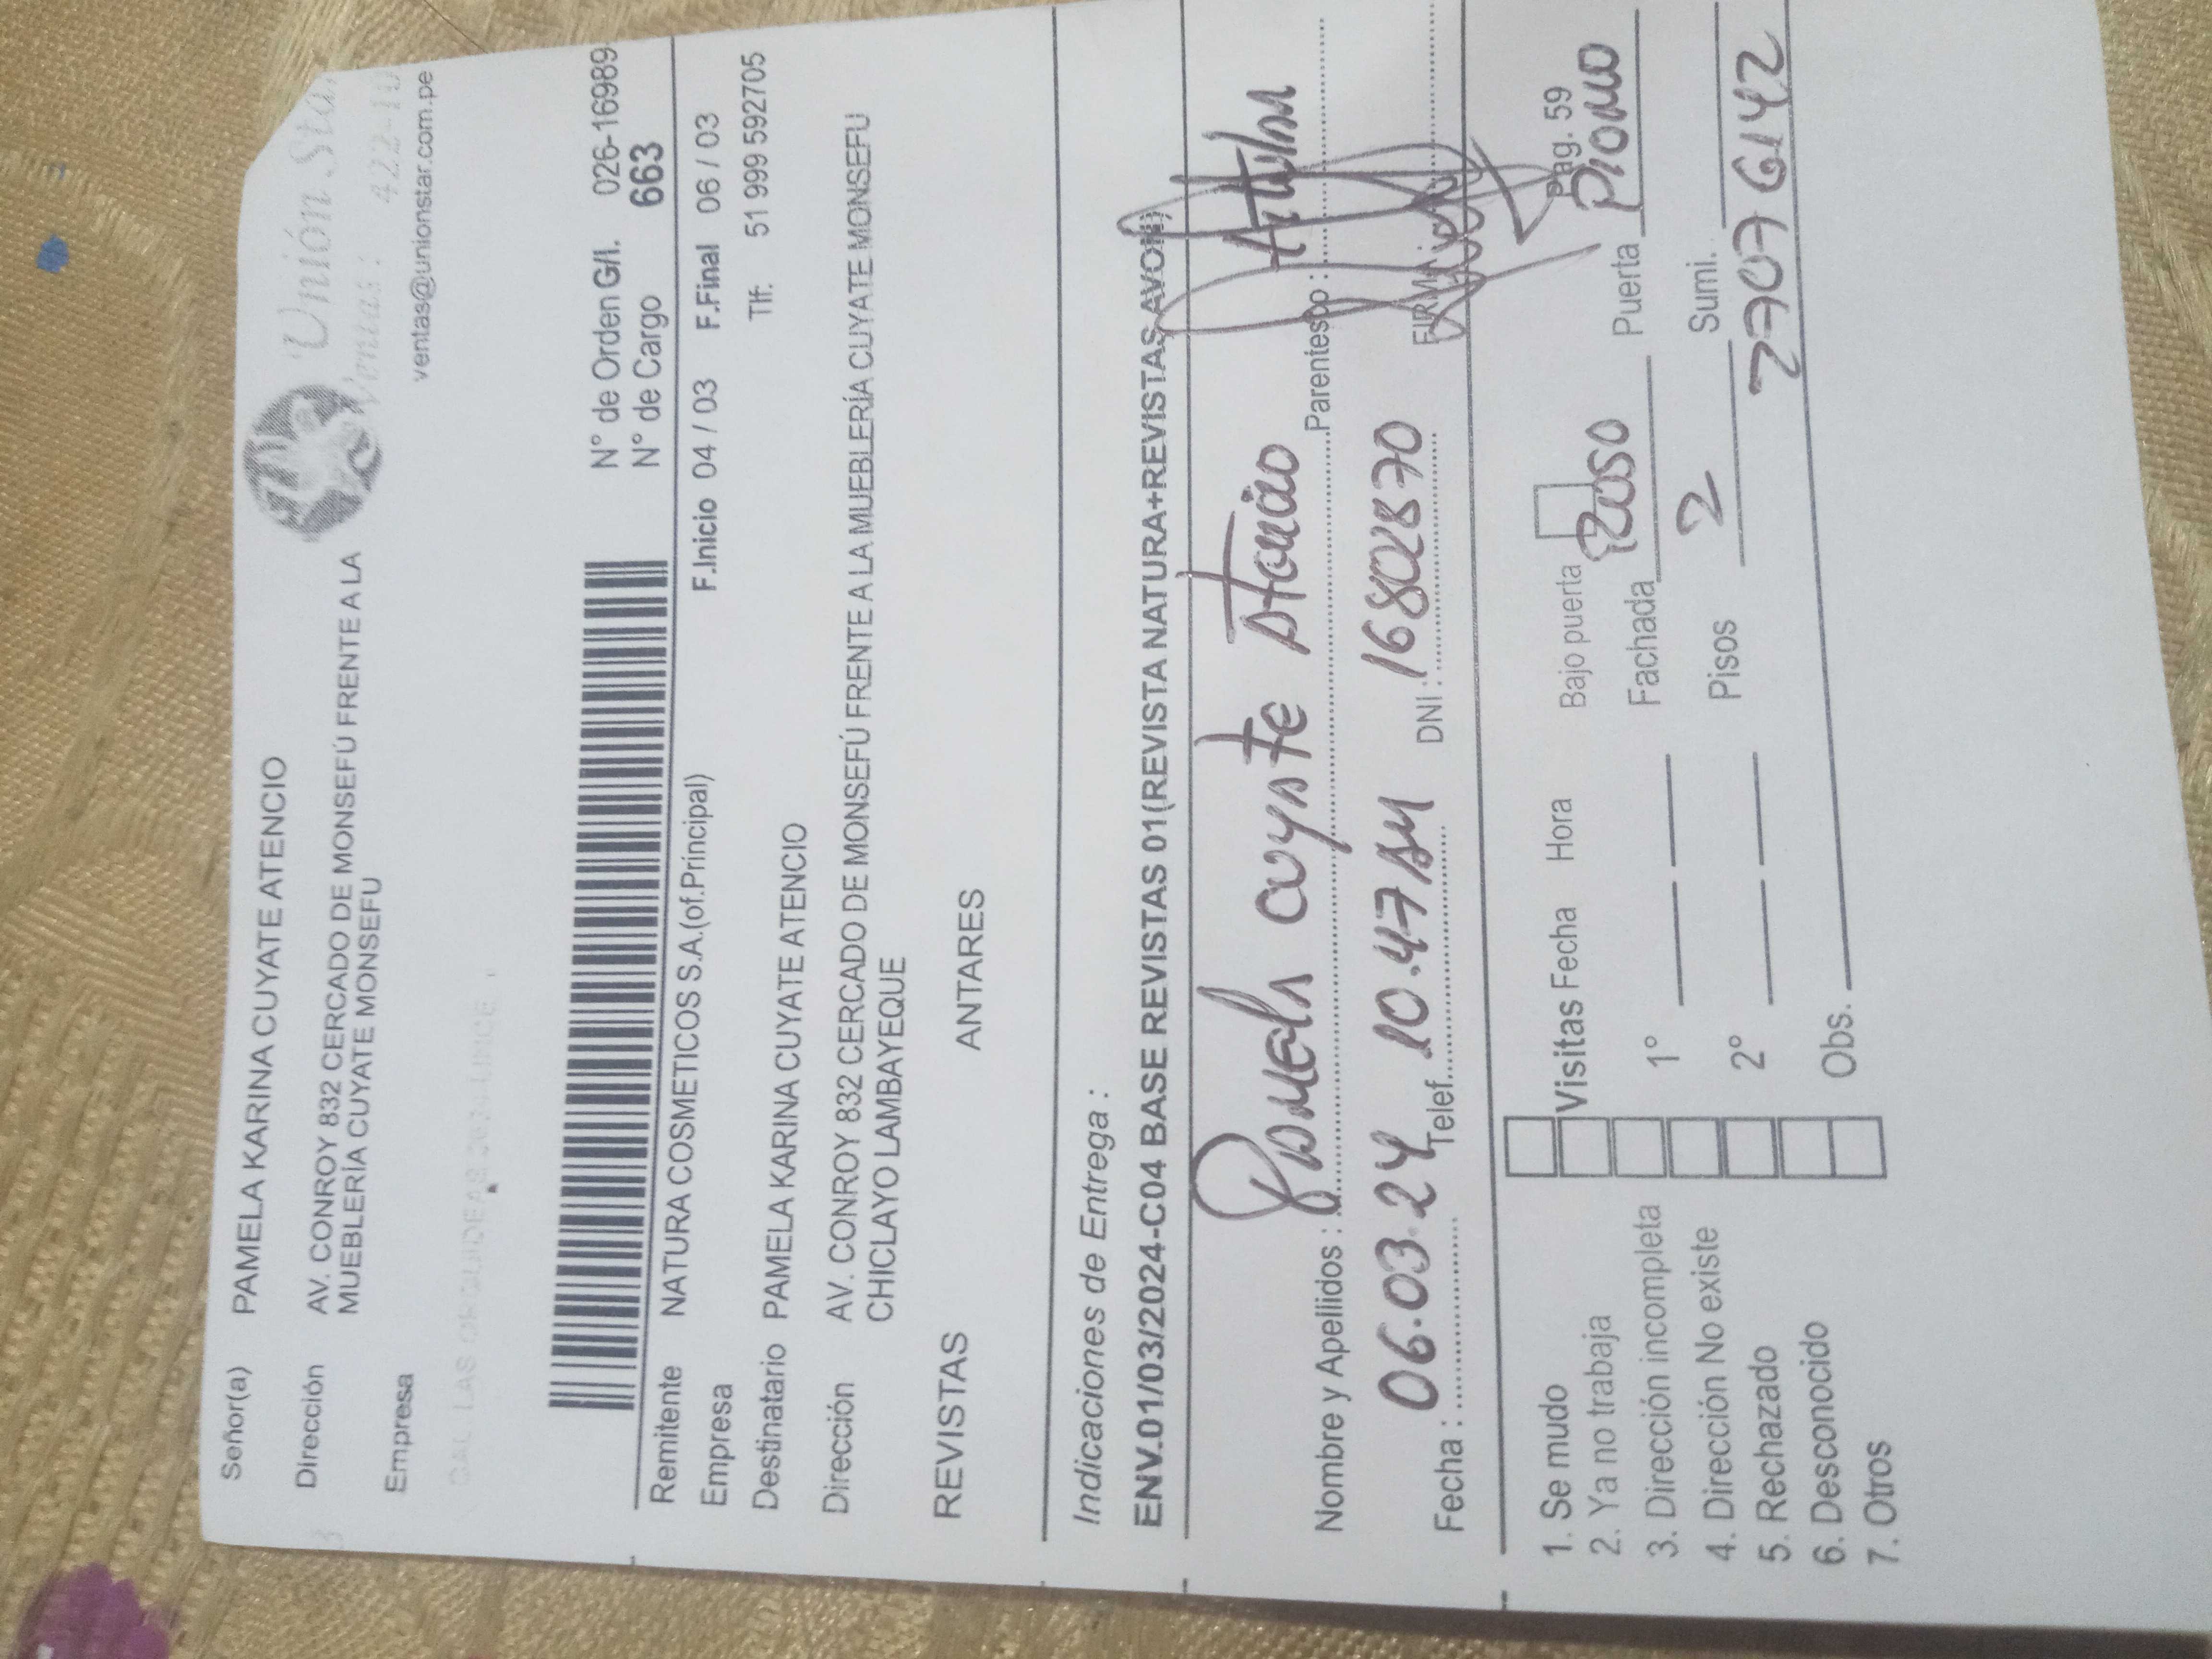 Señor(a) PAMELA KARINA CUYATE ATENCIO
Dirección AV. CONROY 832 CERCADO DE MONSEFÚ FRENTE A LA
MUEBLERÍA CUYATE MONSEFU
Empresa
Unión Star
Ventas : 422-10
ventas@unionstar.com.pe
N° de Orden G/I. 026-16989
N° de Cargo 663
Remitente NATURA COSMETICOS S.A.(of.Príncipal)
F.Inicio 04 / 03 F.Final 06 / 03
Empresa
Tlf: 51 999 592705
Destinatario PAMELA KARINA CUYATE ATENCIO
Dirección AV. CONROY 832 CERCADO DE MONSEFÚ FRENTE A LA MUEBLERÍA CUYATE MONSEFU
CHICLAYO LAMBAYEQUE
REVISTAS ANTARES
Indicaciones de Entrega :
ENV.01/03/2024-C04 BASE REVISTAS 01(REVISTA NATURA+REVISTAS AVON)
Nombre y Apellidos : Pamela cuyate Atencio Parentesco : titular
Fecha : 06.03.24 Telef. 10.47AM DNI : 16802870 FIRMA
Pag. 59
1. Se mudo
2. Ya no trabaja
3. Dirección incompleta
4. Dirección No existe
5. Rechazado
6. Desconocido
7. Otros
Visitas Fecha Hora Bajo puerta
1° Fachada Puerta
2° Pisos 2 Sumi. 27076142
Obs.